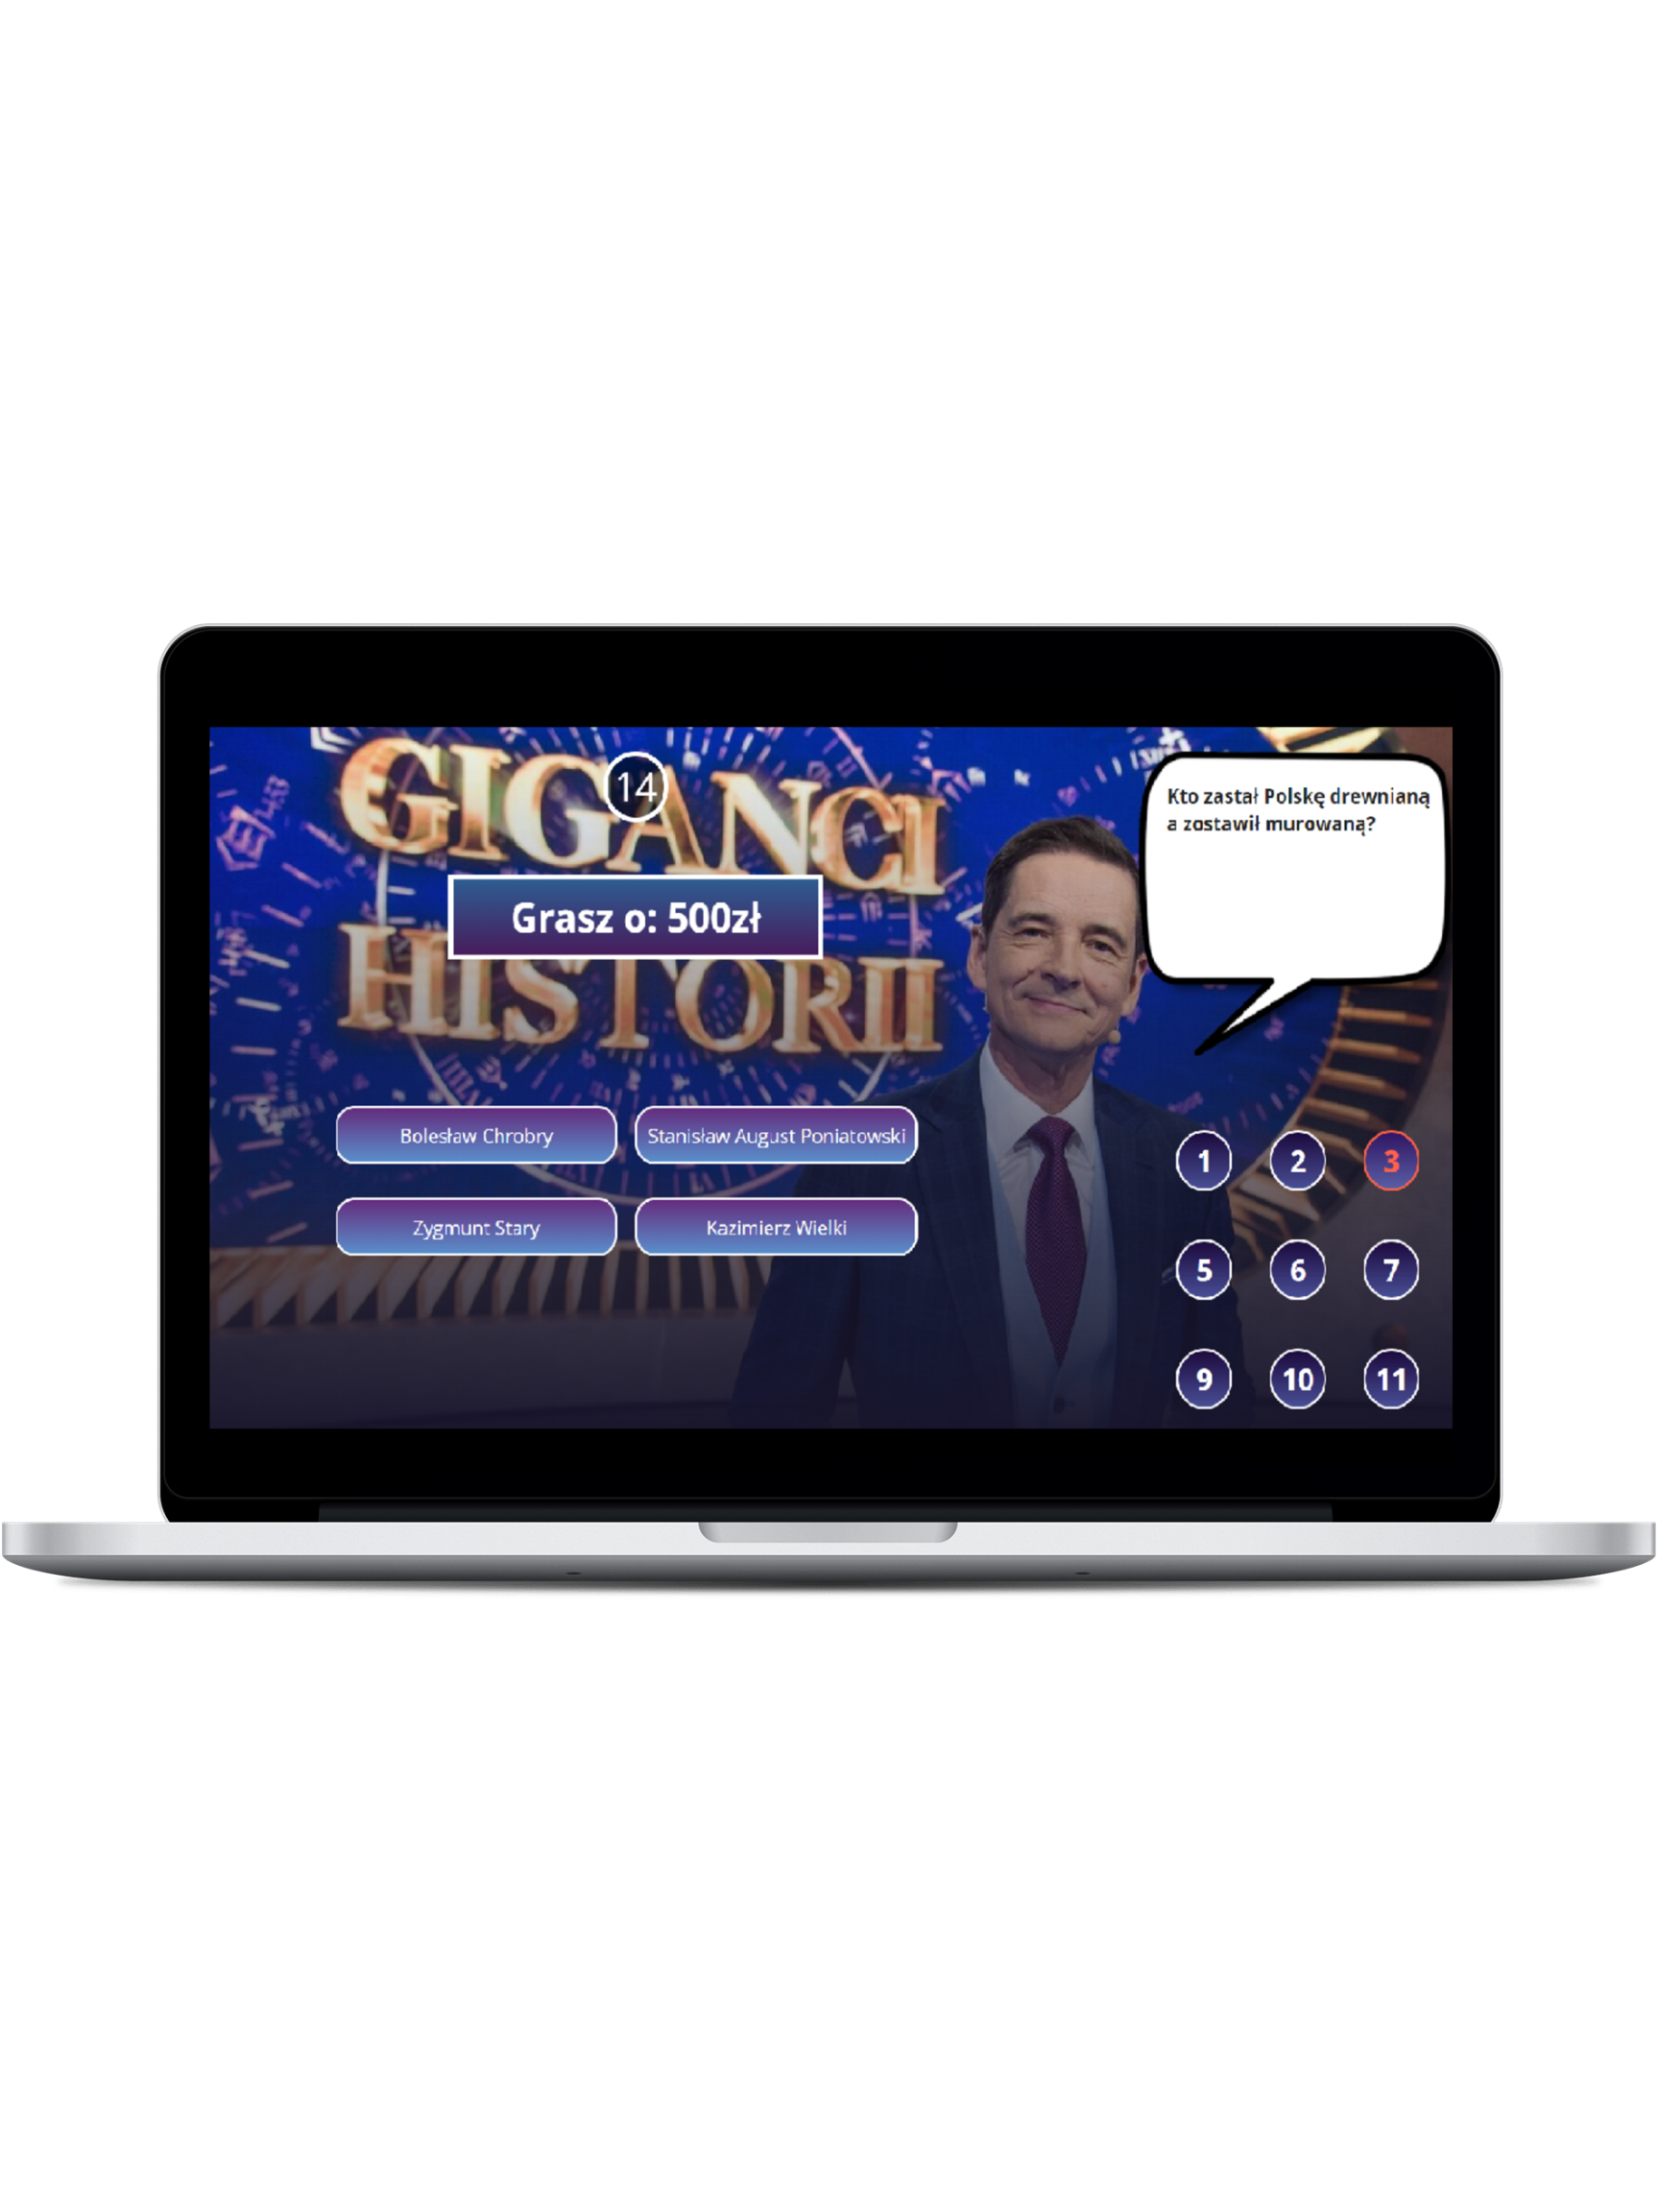 GIGANCI
14
Grasz o: 500zł
HISTORII
Kto zastał Polskę drewnianą
a zostawił murowaną?
Bolesław Chrobry
Stanisław August Poniatowski
Zygmunt Stary
Kazimierz Wielki
1 2 3
5 6 7
9 10 11